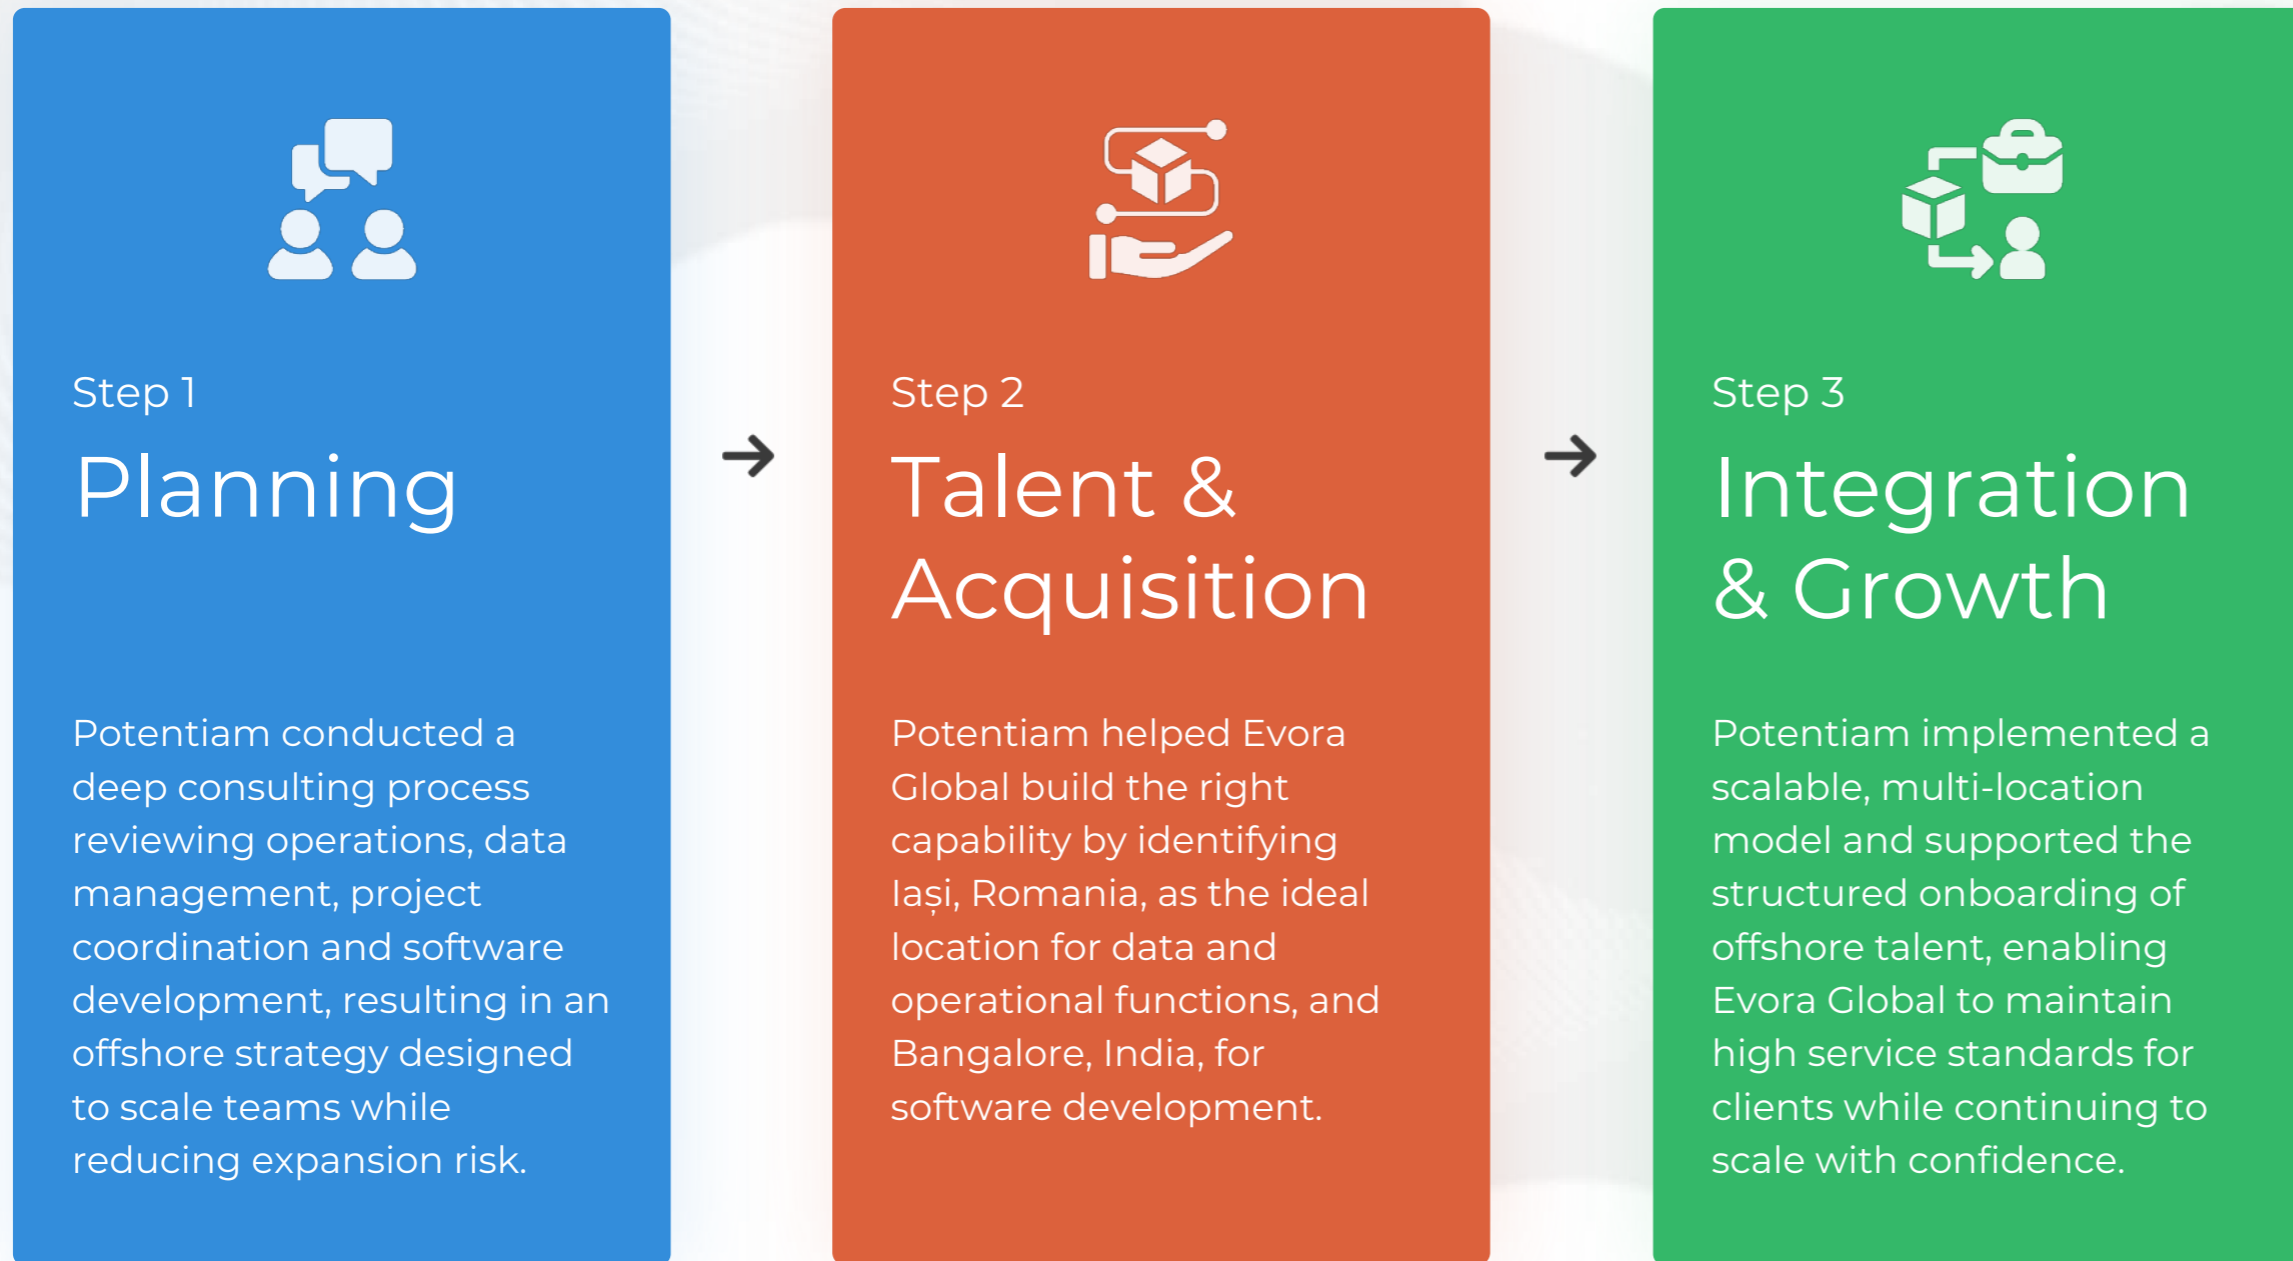 Step 1
Planning
Potentiam conducted a
deep consulting process
reviewing operations, data
management, project
coordination and software
development, resulting in an
offshore strategy designed
to scale teams while
reducing expansion risk.
Step 2
Talent &
Acquisition
Potentiam helped Evora
Global build the right
capability by identifying
Iași, Romania, as the ideal
location for data and
operational functions, and
Bangalore, India, for
software development.
Step 3
Integration
& Growth
Potentiam implemented a
scalable, multi-location
model and supported the
structured onboarding of
offshore talent, enabling
Evora Global to maintain
high service standards for
clients while continuing to
scale with confidence.